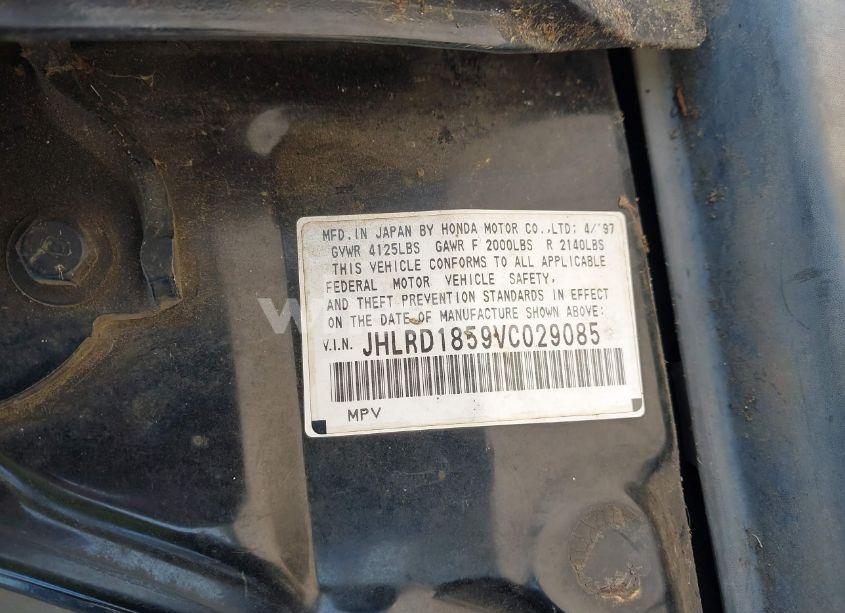 MFD.IN JAPAN BY HONDA MOTOR CO.,LTD; 4/'97
GVWR 4125LBS GAWR F 2000LBS R 2140LBS
THIS VEHICLE CONFORMS TO ALL APPLICABLE
FEDERAL MOTOR VEHICLE SAFETY,
AND THEFT PREVENTION STANDARDS IN EFFECT
ON THE DATE OF MANUFACTURE SHOWN ABOVE:
V.I.N. JHLRD1859VC029085
MPV